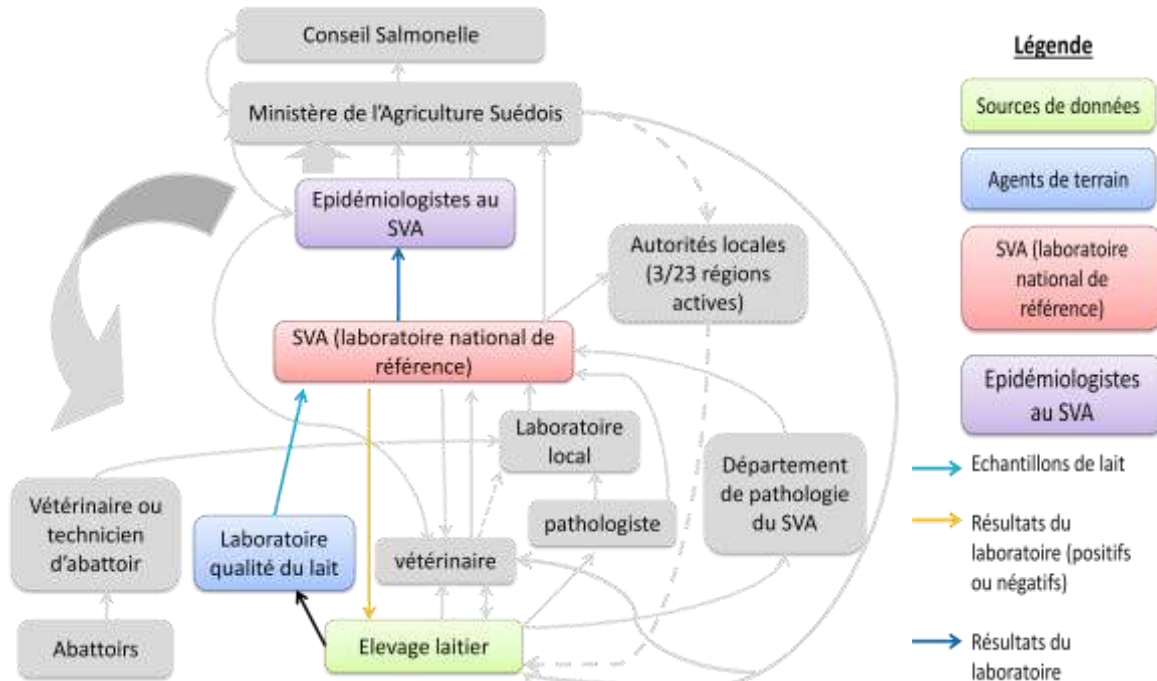 Conseil Salmonelle
Ministère de l'Agriculture Suédois
Epidémiologistes au
SVA
Autorités locales
(3/23 régions
actives)
SVA (laboratoire national de
référence)
Laboratoire
local
Département
de pathologie
du SVA
Vétérinaire ou
technicien
d'abattoir
Laboratoire
qualité du lait
vétérinaire
pathologiste
Abattoirs
Elevage laitier
Légende
Sources de données
Agents de terrain
SVA (laboratoire
national de
référence)
Epidémiologistes
au SVA
Echantillons de lait
Résultats du
laboratoire (positifs
ou négatifs)
Résultats du
laboratoire